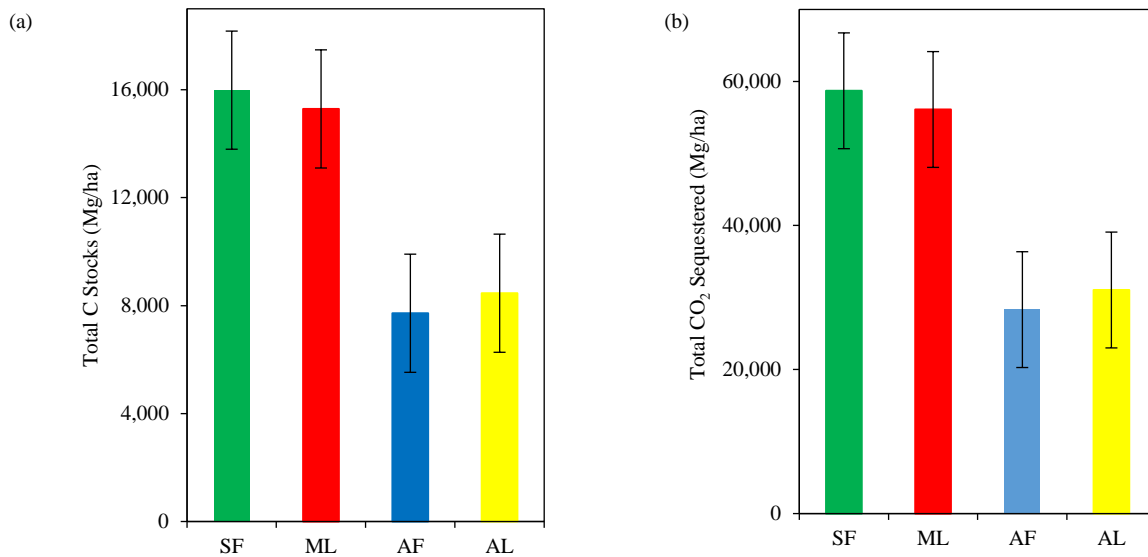 (a)
Total C Stocks (Mg/ha)
16,000
12,000
8,000
4,000
0
SF ML AF AL
(b)
Total CO₂ Sequestered (Mg/ha)
60,000
40,000
20,000
0
SF ML AF AL